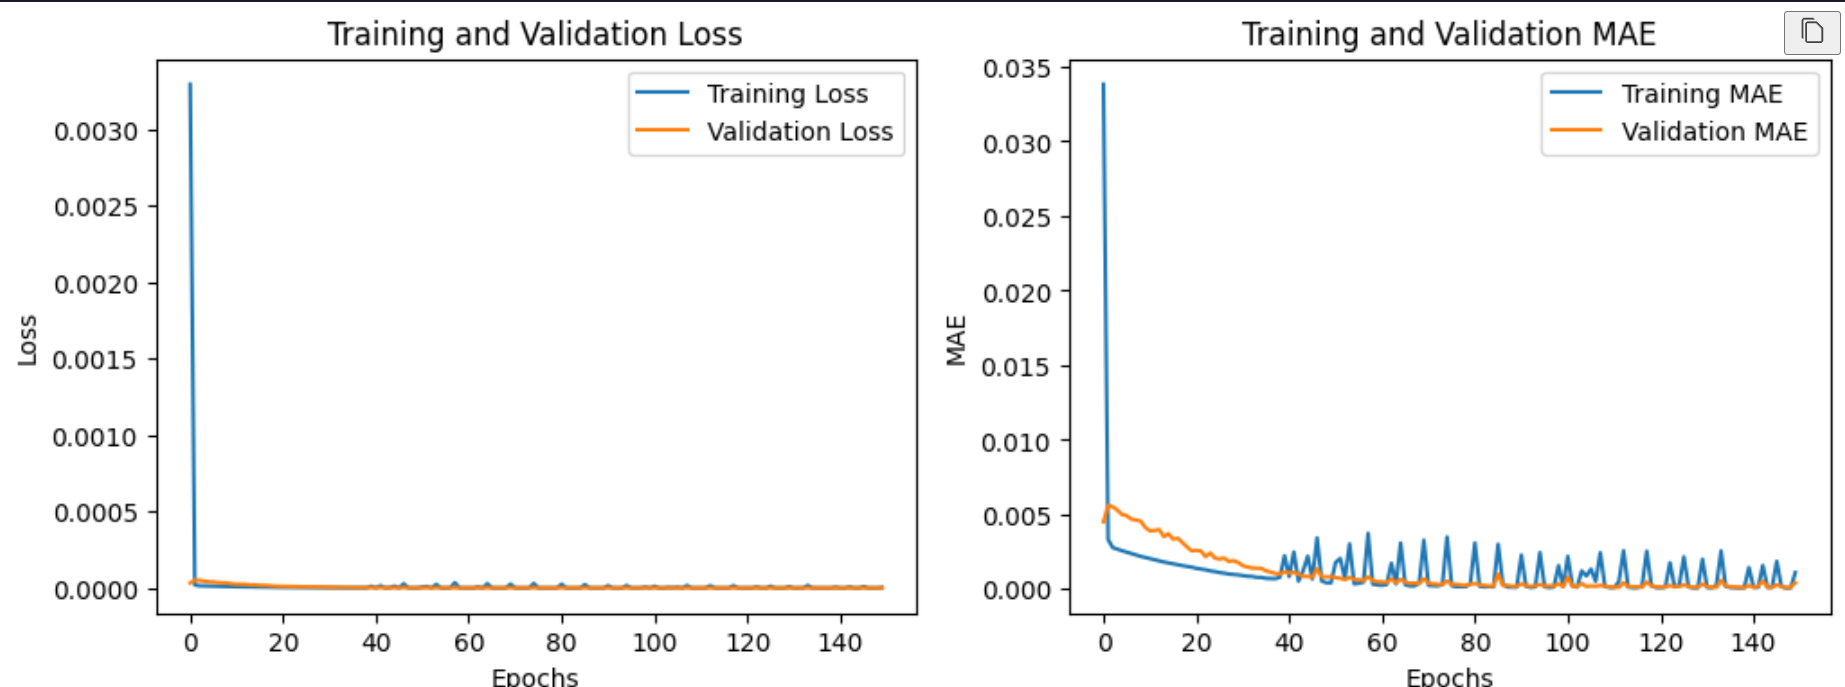 Training and Validation Loss
Training Loss
Validation Loss
0.0030
0.0025
0.0020
0.0015
0.0010
0.0005
0.0000
Loss
0 20 40 60 80 100 120 140
Epochs
Training and Validation MAE
Training MAE
Validation MAE
0.035
0.030
0.025
0.020
0.015
0.010
0.005
0.000
MAE
0 20 40 60 80 100 120 140
Epochs